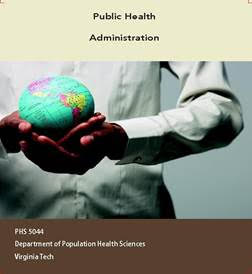 Public Health
Administration
PHS 5044
Department of Population Health Sciences
Virginia Tech